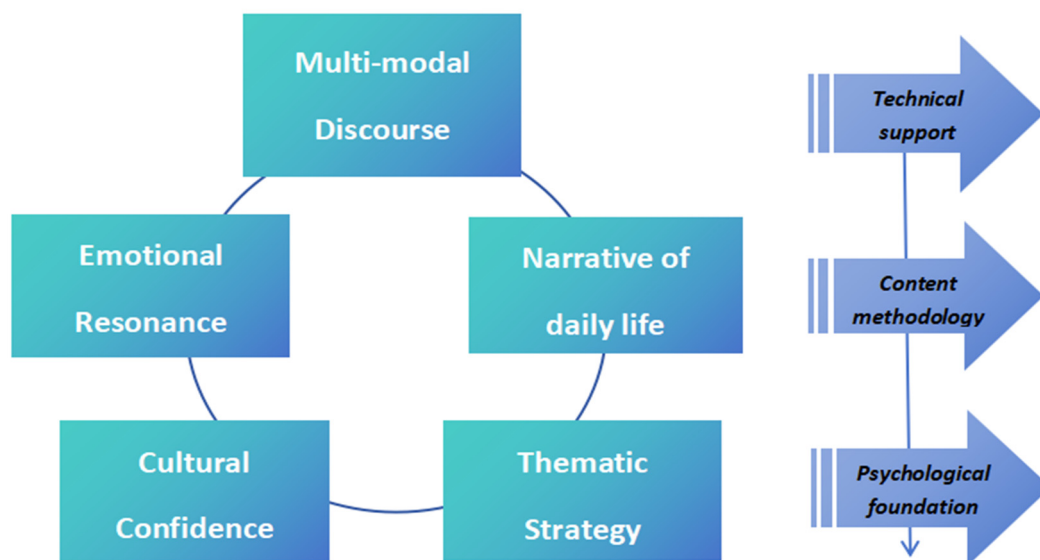 Multi-modal
Discourse
Emotional
Resonance
Narrative of
daily life
Cultural
Confidence
Thematic
Strategy
Technical
support
Content
methodology
Psychological
foundation